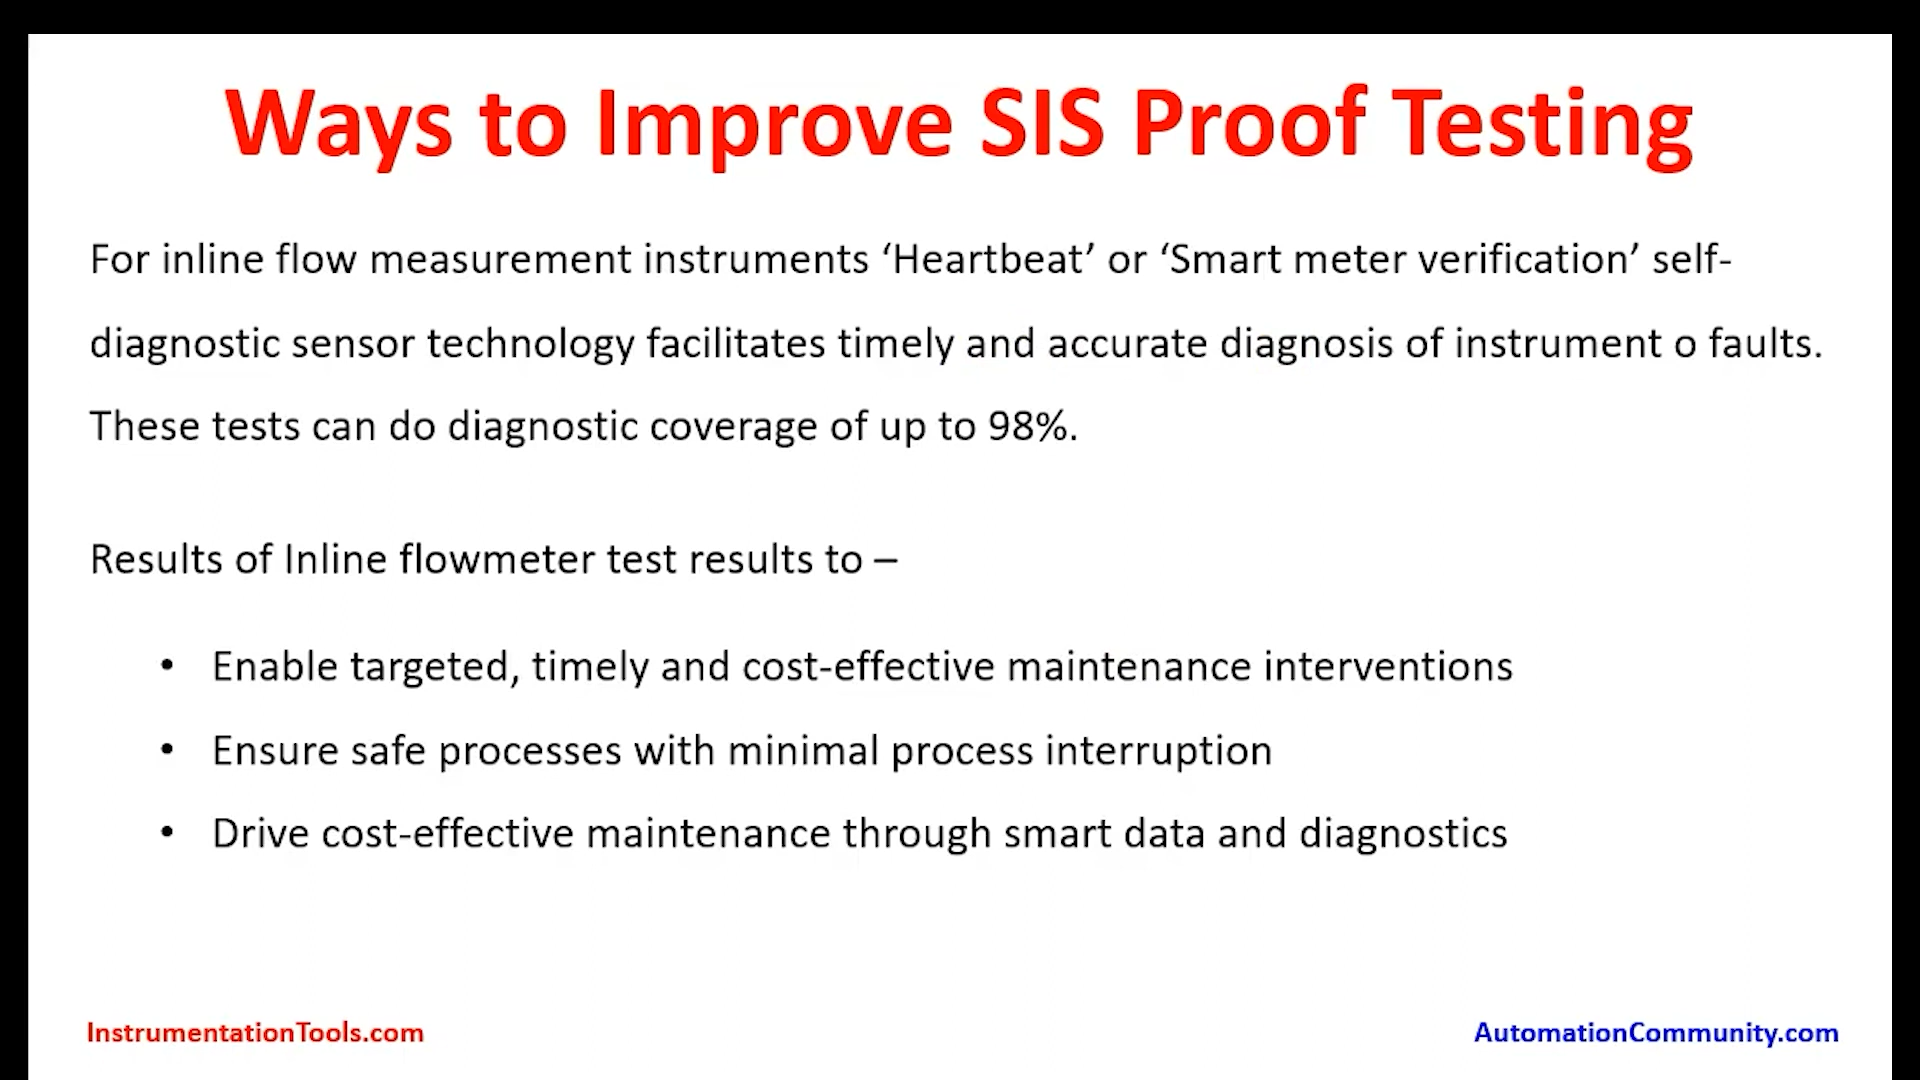 Ways to Improve SIS Proof Testing
For inline flow measurement instruments ‘Heartbeat’ or ‘Smart meter verification’ self-
diagnostic sensor technology facilitates timely and accurate diagnosis of instrument o faults.
These tests can do diagnostic coverage of up to 98%.
Results of Inline flowmeter test results to –
• Enable targeted, timely and cost-effective maintenance interventions
• Ensure safe processes with minimal process interruption
• Drive cost-effective maintenance through smart data and diagnostics
InstrumentationTools.com
AutomationCommunity.com